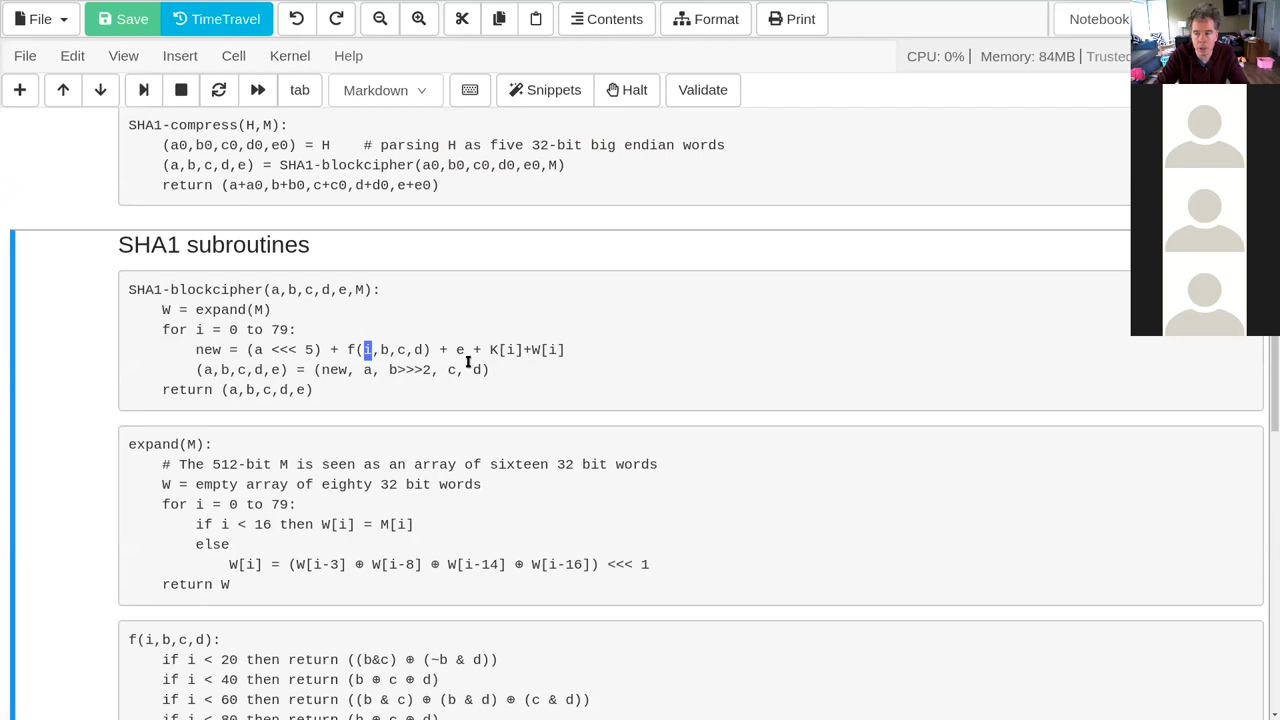 File Save TimeTravel Contents Format Print Notebook
File Edit View Insert Cell Kernel Help CPU: 0% | Memory: 84MB | Trusted
tab Markdown Snippets Halt Validate
SHA1-compress(H,M):
(a0,b0,c0,d0,e0) = H # parsing H as five 32-bit big endian words
(a,b,c,d,e) = SHA1-blockcipher(a0,b0,c0,d0,e0,M)
return (a+a0,b+b0,c+c0,d+d0,e+e0)
SHA1 subroutines
SHA1-blockcipher(a,b,c,d,e,M):
W = expand(M)
for i = 0 to 79:
new = (a <<< 5) + f(i,b,c,d) + e + K[i]+W[i]
(a,b,c,d,e) = (new, a, b>>>2, c, d)
return (a,b,c,d,e)
expand(M):
# The 512-bit M is seen as an array of sixteen 32 bit words
W = empty array of eighty 32 bit words
for i = 0 to 79:
if i < 16 then W[i] = M[i]
else
W[i] = (W[i-3] ⊕ W[i-8] ⊕ W[i-14] ⊕ W[i-16]) <<< 1
return W
f(i,b,c,d):
if i < 20 then return ((b&c) ⊕ (~b & d))
if i < 40 then return (b ⊕ c ⊕ d)
if i < 60 then return ((b & c) ⊕ (b & d) ⊕ (c & d))
if i < 80 then return (b ⊕ c ⊕ d)